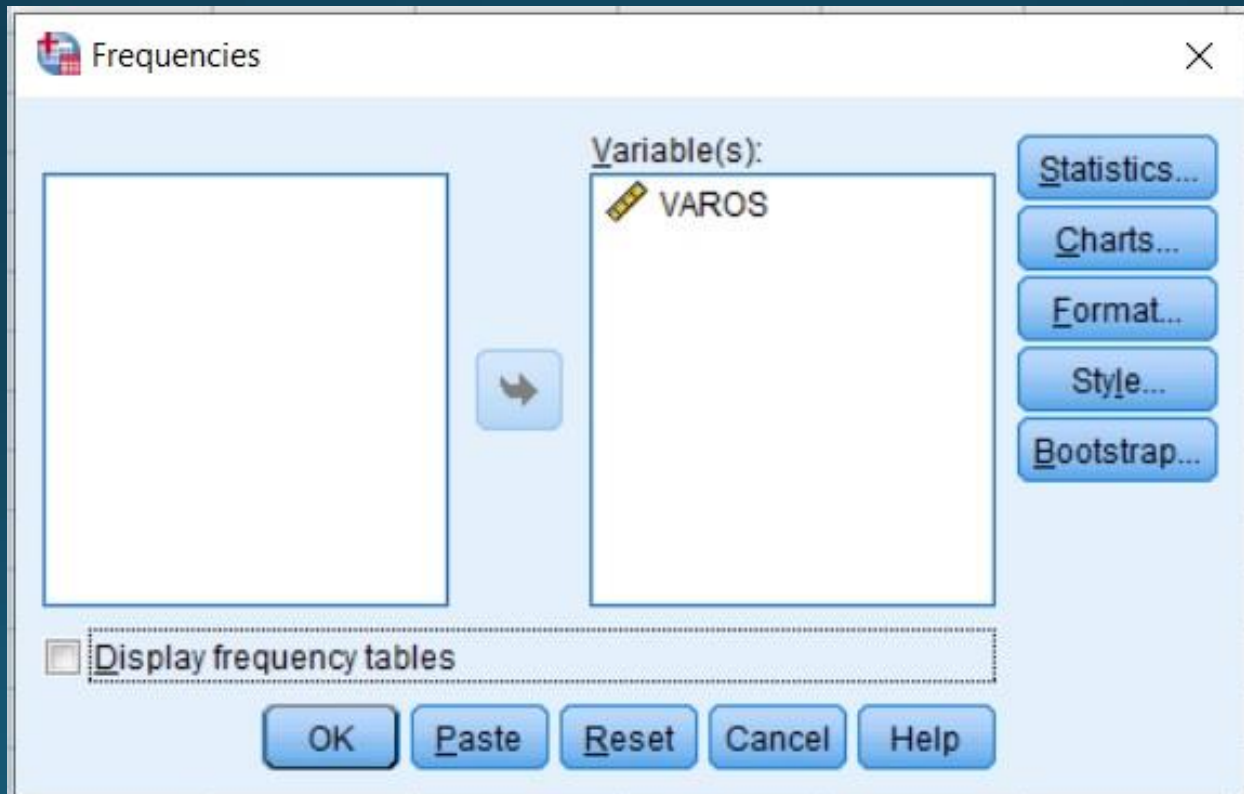 Frequencies
Variable(s):
VAROS
Statistics...
Charts...
Format...
Style...
Bootstrap...
Display frequency tables
OK Paste Reset Cancel Help